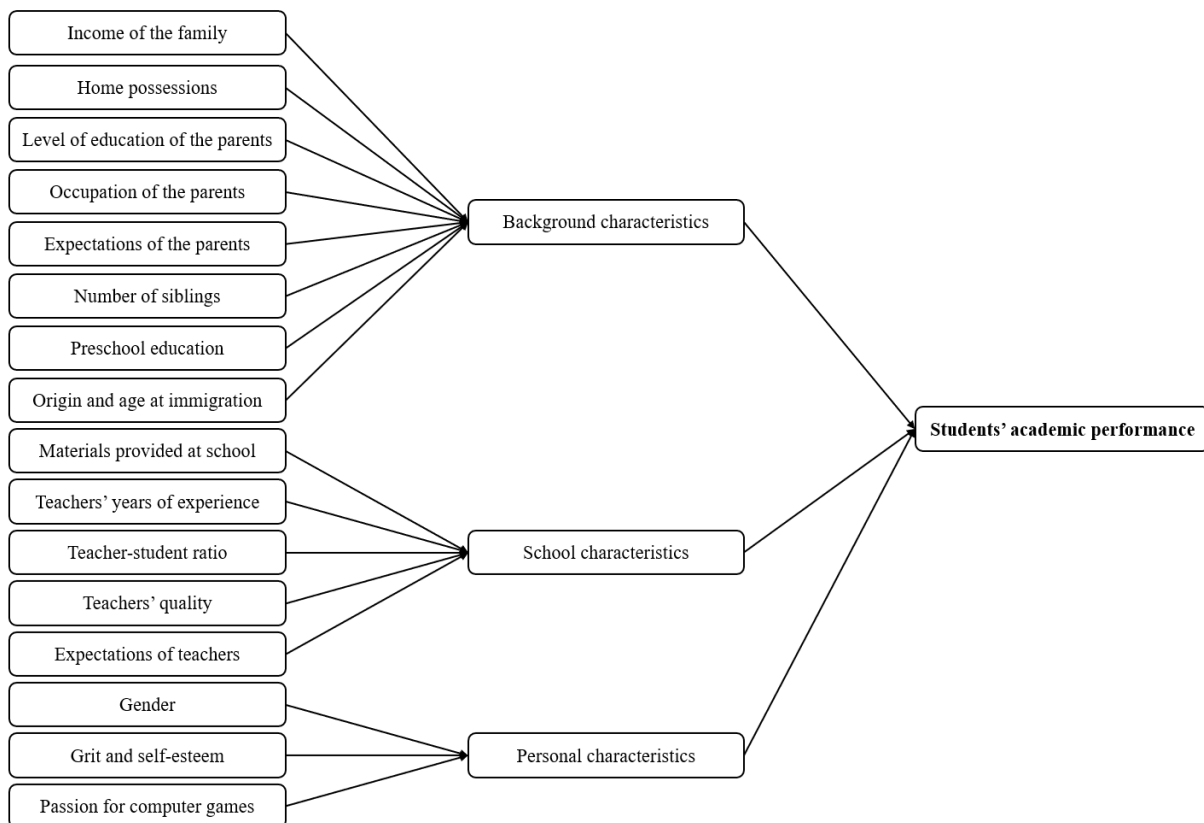 Income of the family
Home possessions
Level of education of the parents
Occupation of the parents
Expectations of the parents
Number of siblings
Preschool education
Origin and age at immigration
Materials provided at school
Teachers’ years of experience
Teacher-student ratio
Teachers’ quality
Expectations of teachers
Gender
Grit and self-esteem
Passion for computer games
Background characteristics
School characteristics
Personal characteristics
Students’ academic performance